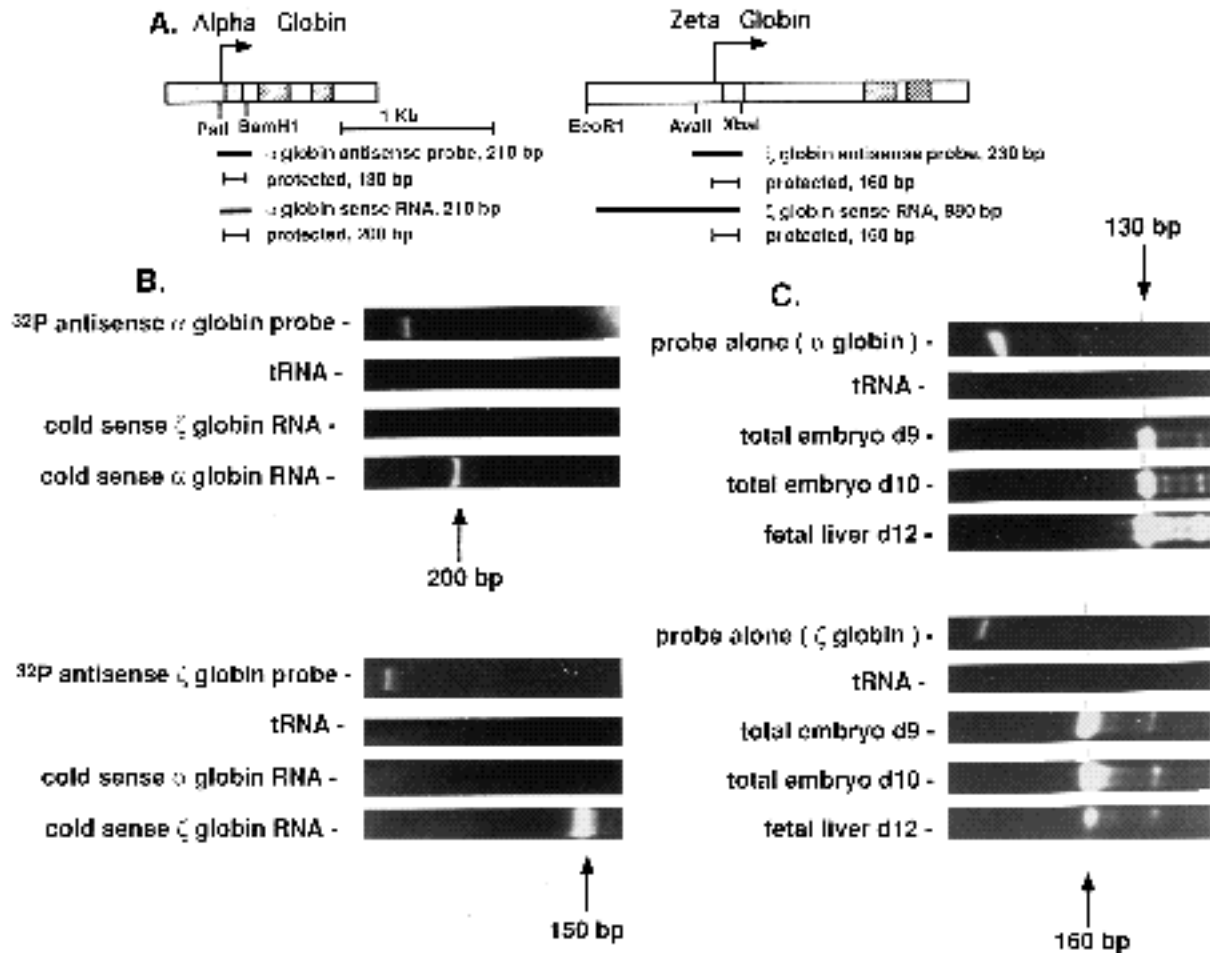 A. Alpha Globin
Zeta Globin
PstI BamH1
1 Kb
EcoR1 AvaII XbaI
α globin antisense probe, 210 bp
protected, 130 bp
α globin sense RNA, 210 bp
protected, 200 bp
ζ globin antisense probe, 230 bp
protected, 160 bp
ζ globin sense RNA, 990 bp
protected, 160 bp
B.
32P antisense α globin probe -
tRNA -
cold sense ζ globin RNA -
cold sense α globin RNA -
200 bp
32P antisense ζ globin probe -
tRNA -
cold sense α globin RNA -
cold sense ζ globin RNA -
150 bp
C.
130 bp
probe alone ( α globin ) -
tRNA -
total embryo d9 -
total embryo d10 -
fetal liver d12 -
probe alone ( ζ globin ) -
tRNA -
total embryo d9 -
total embryo d10 -
fetal liver d12 -
160 bp